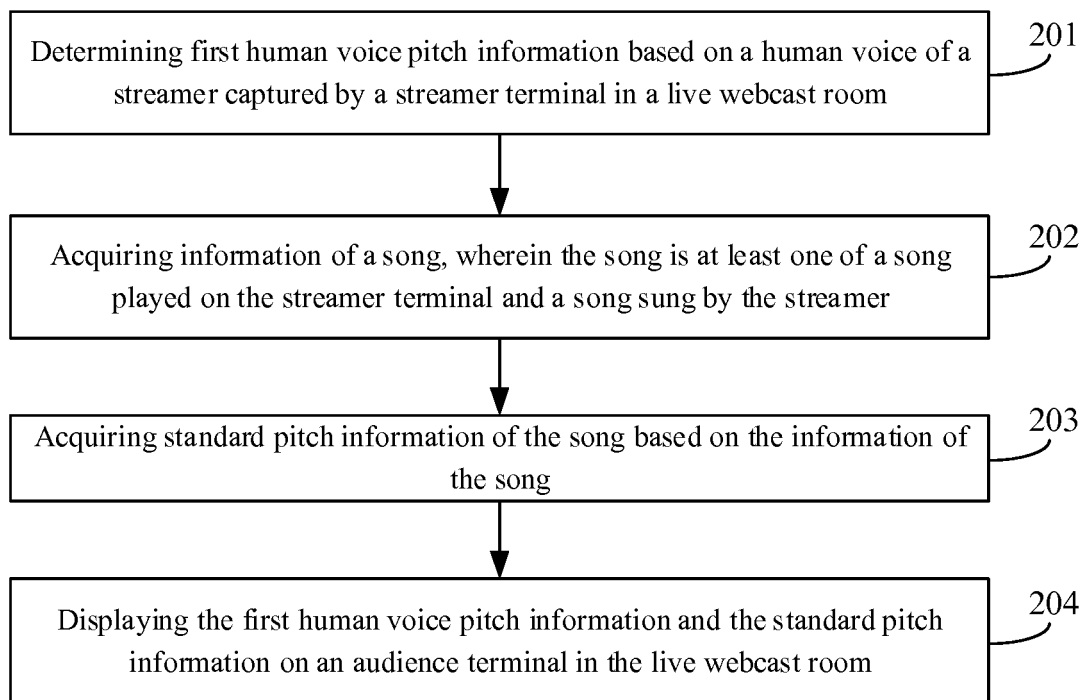 Determining first human voice pitch information based on a human voice of a
streamer captured by a streamer terminal in a live webcast room
201
Acquiring information of a song, wherein the song is at least one of a song
played on the streamer terminal and a song sung by the streamer
202
Acquiring standard pitch information of the song based on the information of
the song
203
Displaying the first human voice pitch information and the standard pitch
information on an audience terminal in the live webcast room
204